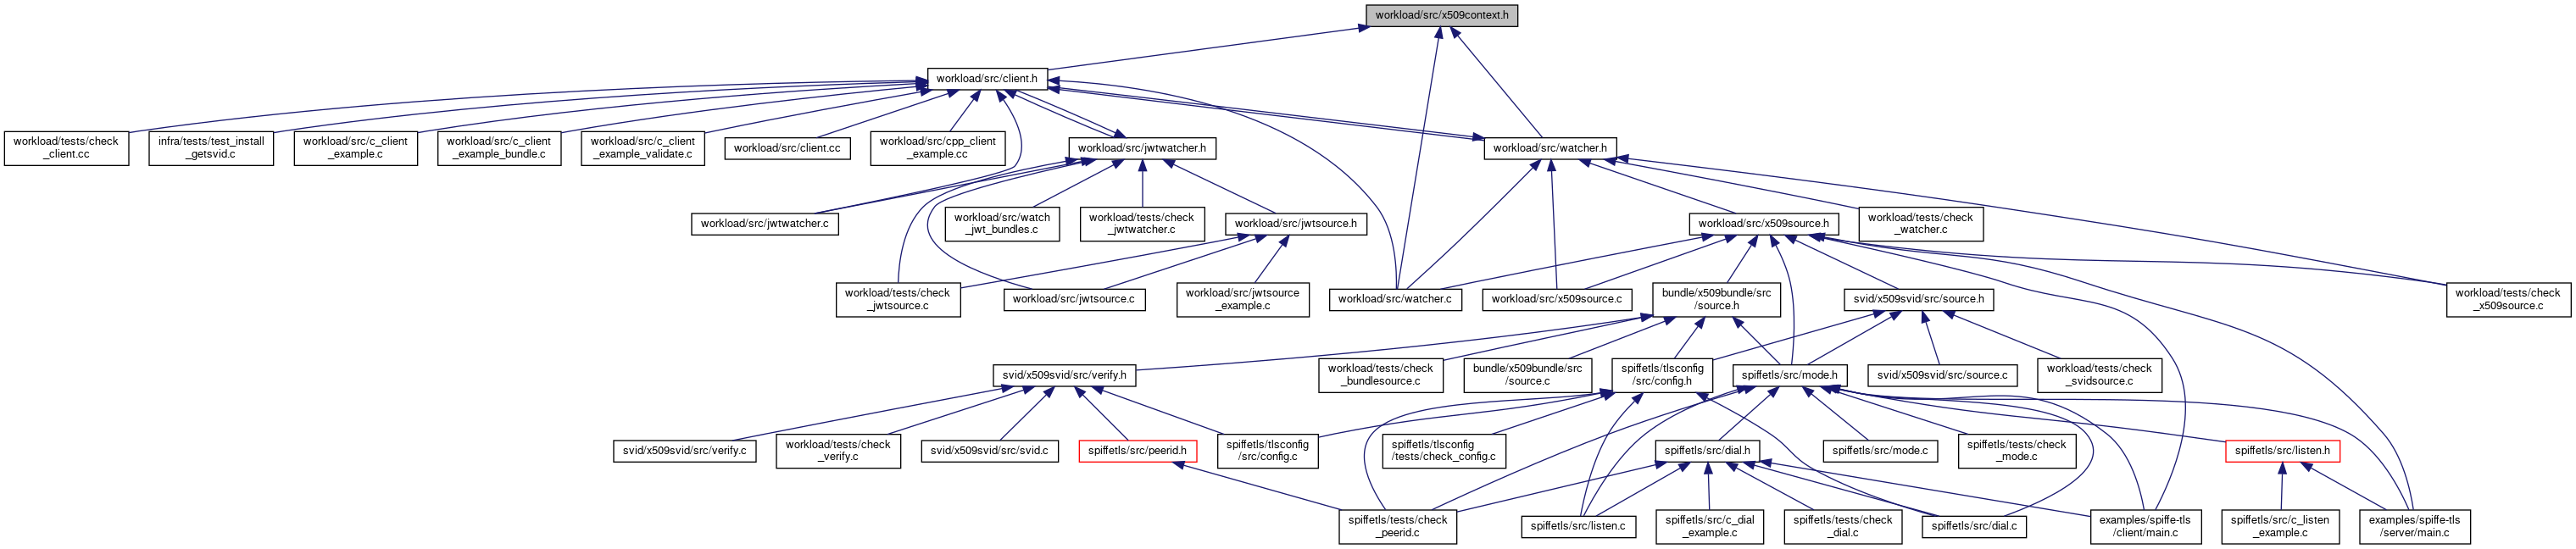 workload/src/x509context.h
workload/src/client.h
workload/tests/check
_client.cc
infra/tests/test_install
_getsvid.c
workload/src/c_client
_example.c
workload/src/c_client
_example_bundle.c
workload/src/c_client
_example_validate.c
workload/src/client.cc
workload/src/cpp_client
_example.cc
workload/src/jwtwatcher.h
workload/src/watcher.h
workload/src/jwtwatcher.c
workload/src/watch
_jwt_bundles.c
workload/tests/check
_jwtwatcher.c
workload/src/jwtsource.h
workload/src/x509source.h
workload/tests/check
_watcher.c
workload/tests/check
_jwtsource.c
workload/src/jwtsource.c
workload/src/jwtsource
_example.c
workload/src/watcher.c
workload/src/x509source.c
bundle/x509bundle/src
/source.h
svid/x509svid/src/source.h
workload/tests/check
_x509source.c
svid/x509svid/src/verify.h
workload/tests/check
_bundlesource.c
bundle/x509bundle/src
/source.c
spiffetls/tlsconfig
/src/config.h
spiffetls/src/mode.h
svid/x509svid/src/source.c
workload/tests/check
_svidsource.c
svid/x509svid/src/verify.c
workload/tests/check
_verify.c
svid/x509svid/src/svid.c
spiffetls/src/peerid.h
spiffetls/tlsconfig
/src/config.c
spiffetls/tlsconfig
/tests/check_config.c
spiffetls/src/dial.h
spiffetls/src/mode.c
spiffetls/tests/check
_mode.c
spiffetls/src/listen.h
spiffetls/tests/check
_peerid.c
spiffetls/src/listen.c
spiffetls/src/c_dial
_example.c
spiffetls/tests/check
_dial.c
spiffetls/src/dial.c
examples/spiffe-tls
/client/main.c
spiffetls/src/c_listen
_example.c
examples/spiffe-tls
/server/main.c